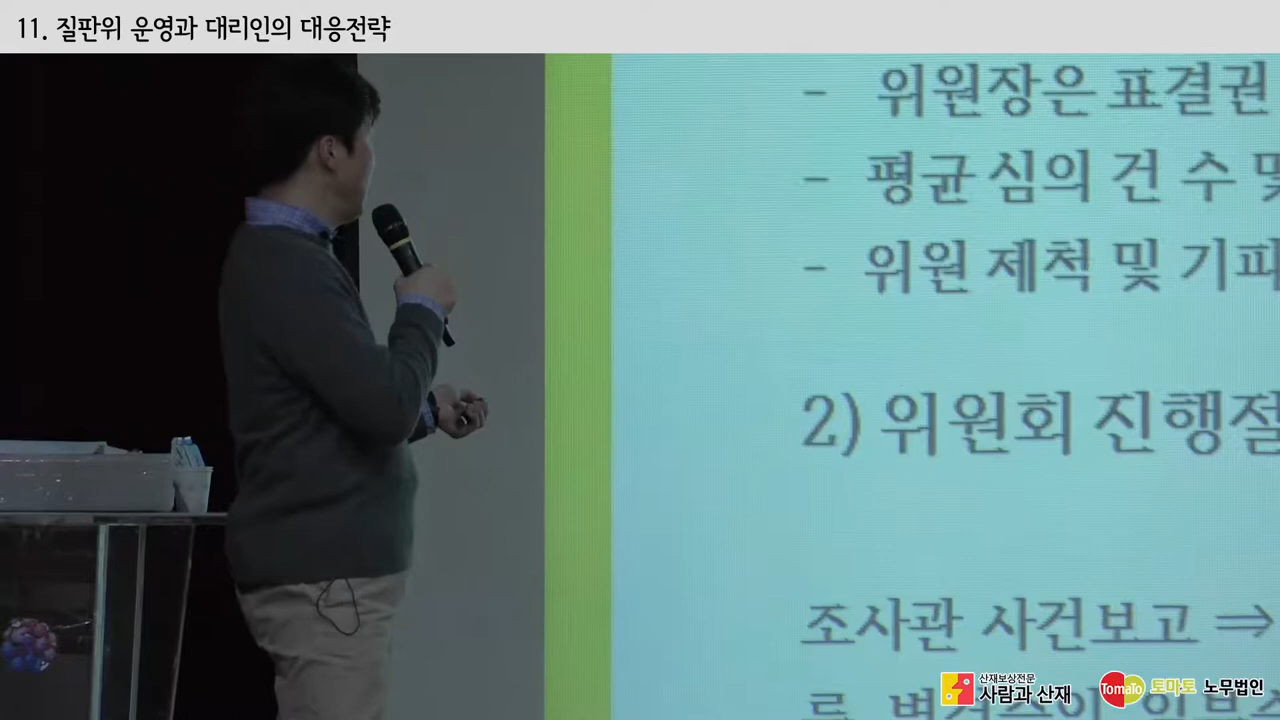 11. 질판위 운영과 대리인의 대응전략
- 위원장은 표결권
- 평균 심의 건 수 및
- 위원 제척 및 기피
2) 위원회 진행절
조사관 사건보고 ⇒
산재보상전문
사람과 산재
TomaTo
토마토 노무법인